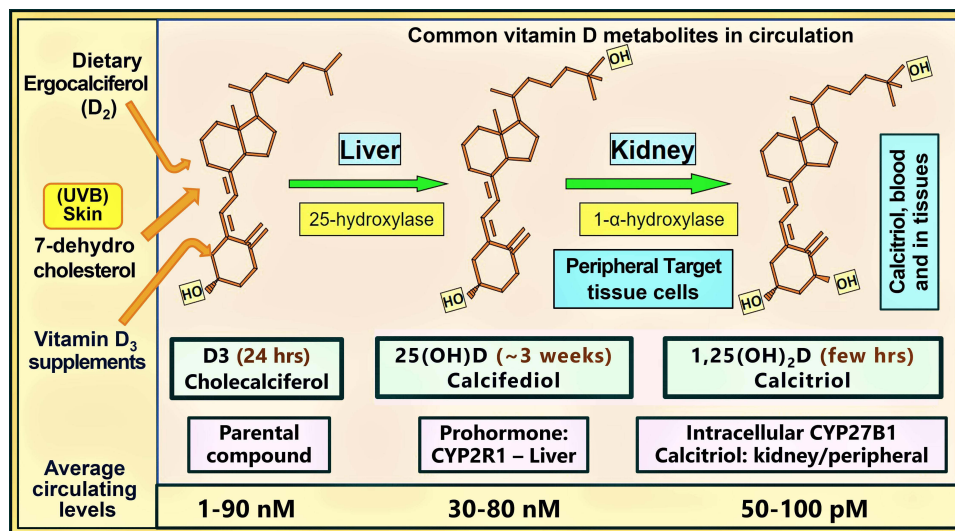 Common vitamin D metabolites in circulation
Dietary
Ergocalciferol
(D₂)
(UVB)
Skin
7-dehydro
cholesterol
Vitamin D₃
supplements
HO
Liver
25-hydroxylase
OH
HO
Kidney
1-α-hydroxylase
Peripheral Target
tissue cells
OH
HO
OH
Calcitriol, blood
and in tissues
D3 (24 hrs)
Cholecalciferol
25(OH)D (~3 weeks)
Calcifediol
1,25(OH)₂D (few hrs)
Calcitriol
Parental
compound
Prohormone:
CYP2R1 – Liver
Intracellular CYP27B1
Calcitriol: kidney/peripheral
Average
circulating
levels
1-90 nM
30-80 nM
50-100 pM